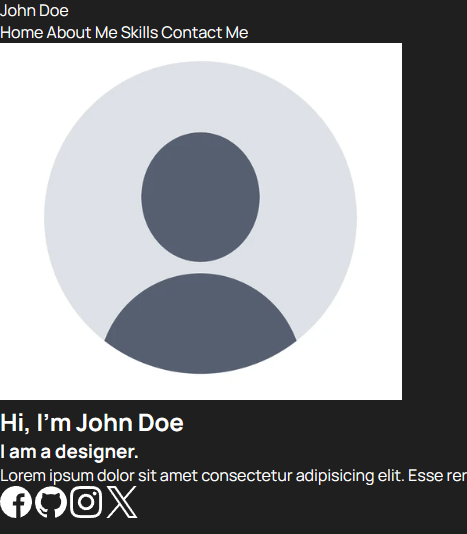 John Doe
Home About Me Skills Contact Me
Hi, I'm John Doe
I am a designer.
Lorem ipsum dolor sit amet consectetur adipisicing elit. Esse